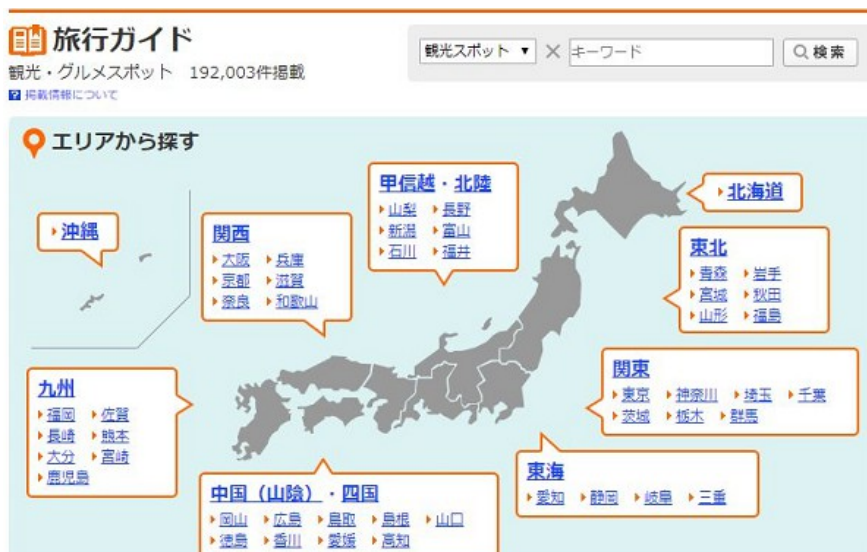 旅行ガイド
観光・グルメスポット 192,003件掲載
? 掲載情報について
観光スポット ▼ × キーワード 検索
エリアから探す
沖縄
関西
大阪 兵庫
京都 滋賀
奈良 和歌山
甲信越・北陸
山梨 長野
新潟 富山
石川 福井
北海道
東北
青森 岩手
宮城 秋田
山形 福島
九州
福岡 佐賀
長崎 熊本
大分 宮崎
鹿児島
関東
東京 神奈川 埼玉 千葉
茨城 栃木 群馬
東海
愛知 静岡 岐阜 三重
中国(山陰)・四国
岡山 広島 鳥取 島根 山口
徳島 香川 愛媛 高知